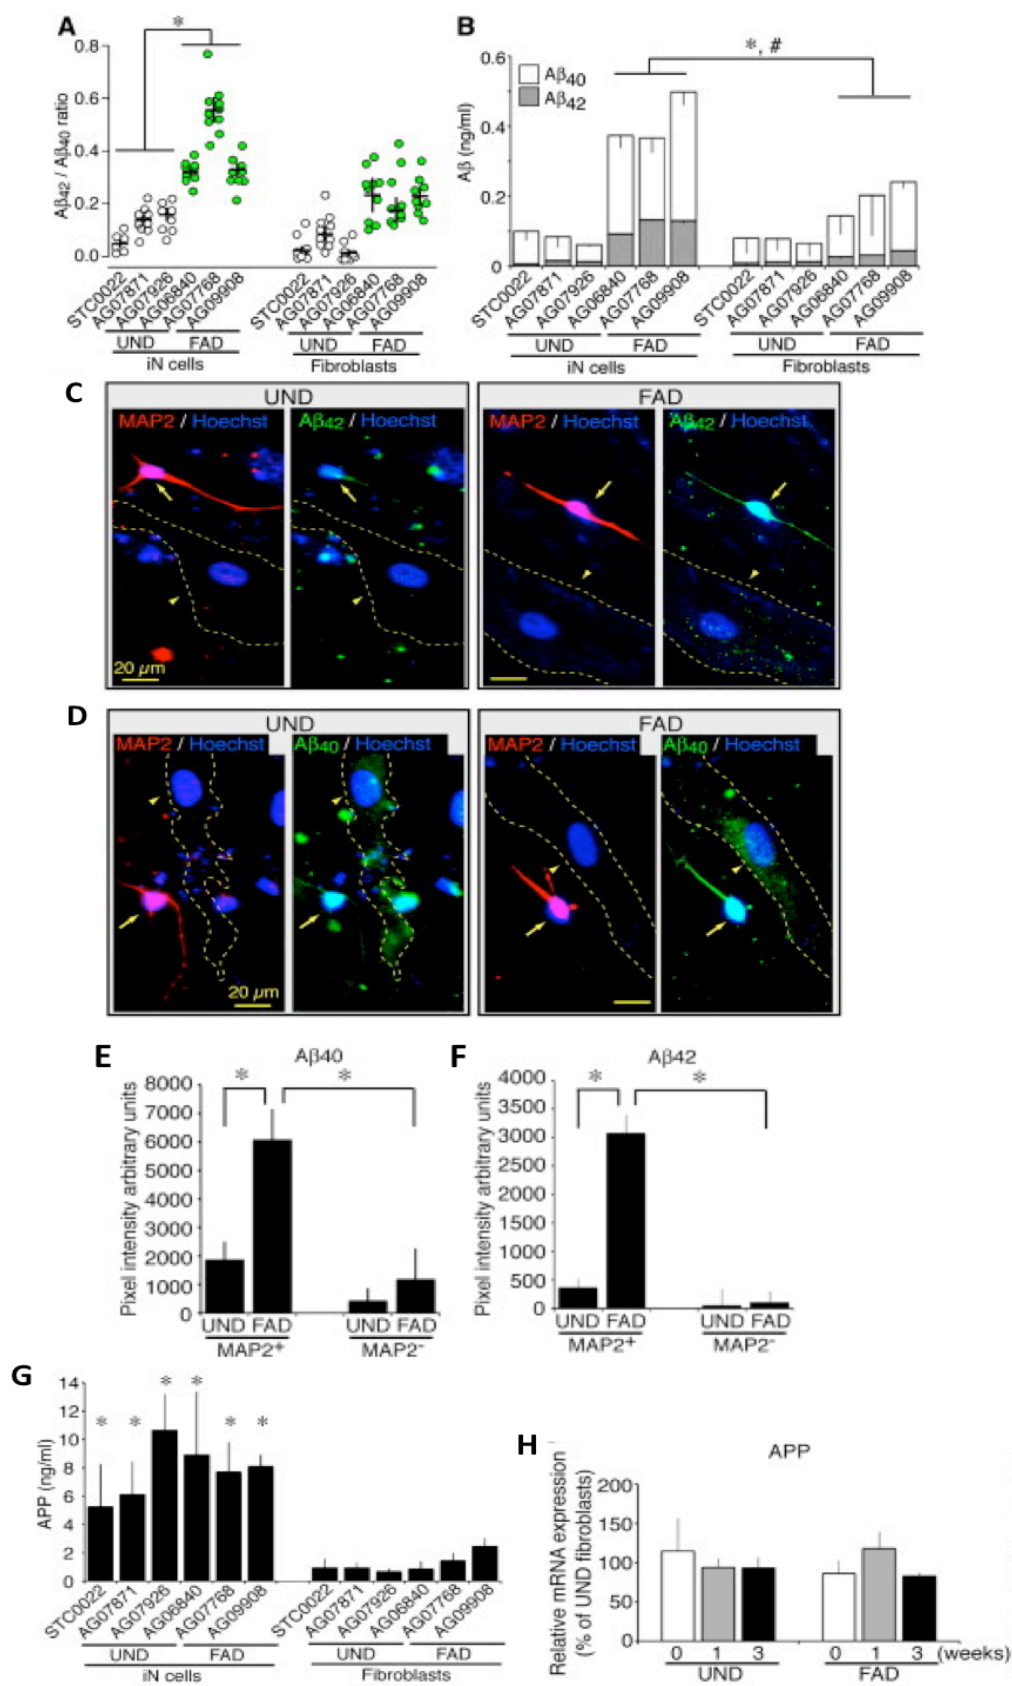 A
*
0.8
0.6
0.4
0.2
0.0
Aβ42 / Aβ40 ratio
STC0022
AG07871
AG07926
AG06840
AG07768
AG09908
STC0022
AG07871
AG07926
AG06840
AG07768
AG09908
UND FAD UND FAD
iN cells Fibroblasts
B
*, #
Aβ40
Aβ42
0.6
0.4
0.2
0
Aβ (ng/ml)
STC0022
AG07871
AG07926
AG06840
AG07768
AG09908
STC0022
AG07871
AG07926
AG06840
AG07768
AG09908
UND FAD UND FAD
iN cells Fibroblasts
C
UND FAD
MAP2 / Hoechst Aβ42 / Hoechst MAP2 / Hoechst Aβ42 / Hoechst
20 µm
D
UND FAD
MAP2 / Hoechst Aβ40 / Hoechst MAP2 / Hoechst Aβ40 / Hoechst
20 µm
E
Aβ40
* *
8000
7000
6000
5000
4000
3000
2000
1000
0
Pixel intensity arbitrary units
UND FAD UND FAD
MAP2+ MAP2-
F
Aβ42
* *
4000
3500
3000
2500
2000
1500
1000
500
0
Pixel intensity arbitrary units
UND FAD UND FAD
MAP2+ MAP2-
G
* * * * * *
14
12
10
8
6
4
2
0
APP (ng/ml)
STC0022
AG07871
AG07926
AG06840
AG07768
AG09908
STC0022
AG07871
AG07926
AG06840
AG07768
AG09908
UND FAD UND FAD
iN cells Fibroblasts
H
APP
200
150
100
50
0
Relative mRNA expression
(% of UND fibroblasts)
0 1 3 0 1 3 (weeks)
UND FAD